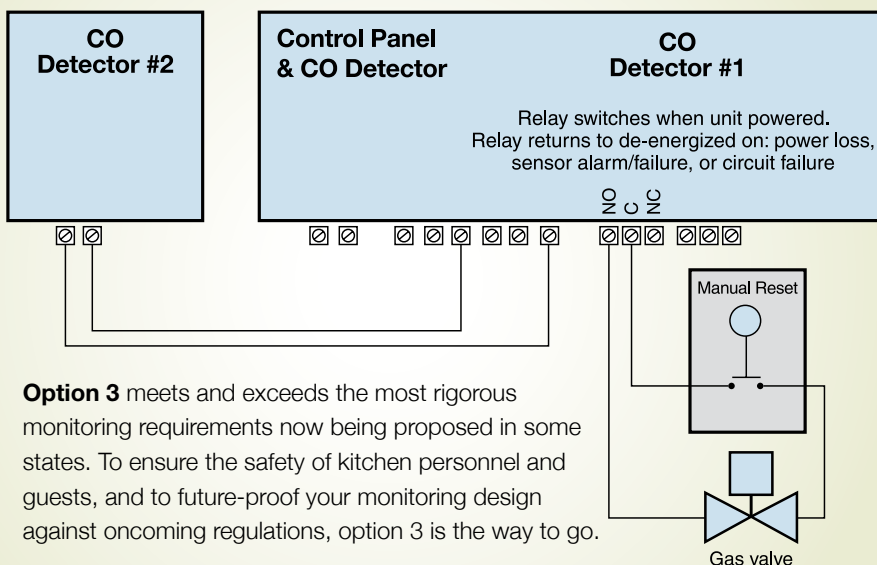 CO
Detector #2
Control Panel
& CO Detector
CO
Detector #1
Relay switches when unit powered.
Relay returns to de-energized on: power loss,
sensor alarm/failure, or circuit failure
NO
C
NC
Manual Reset
Option 3 meets and exceeds the most rigorous
monitoring requirements now being proposed in some
states. To ensure the safety of kitchen personnel and
guests, and to future-proof your monitoring design
against oncoming regulations, option 3 is the way to go.
Gas valve